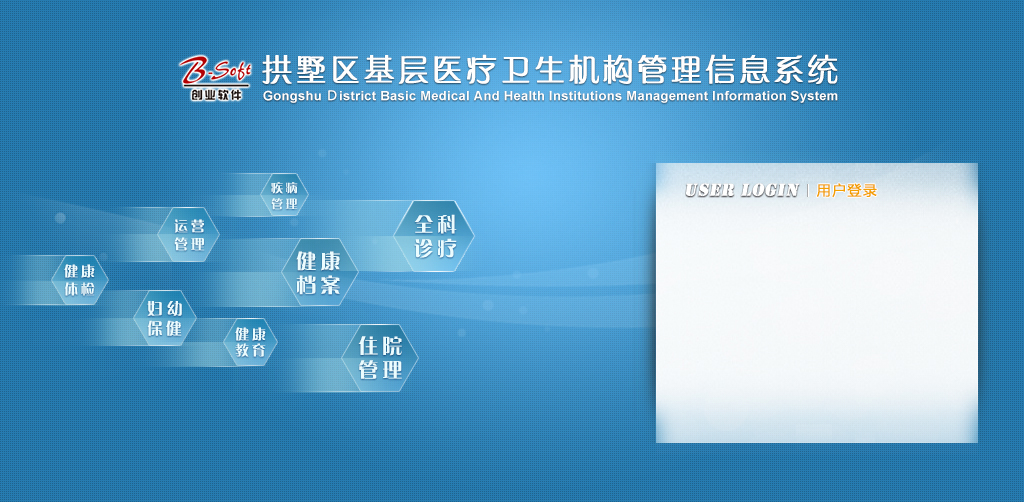 B-Soft
创业软件
拱墅区基层医疗卫生机构管理信息系统
Gongshu District Basic Medical And Health Institutions Management Information System
USER LOGIN | 用户登录
疾病
管理
运营
管理
全科
诊疗
健康
体检
健康
档案
妇幼
保健
健康
教育
住院
管理